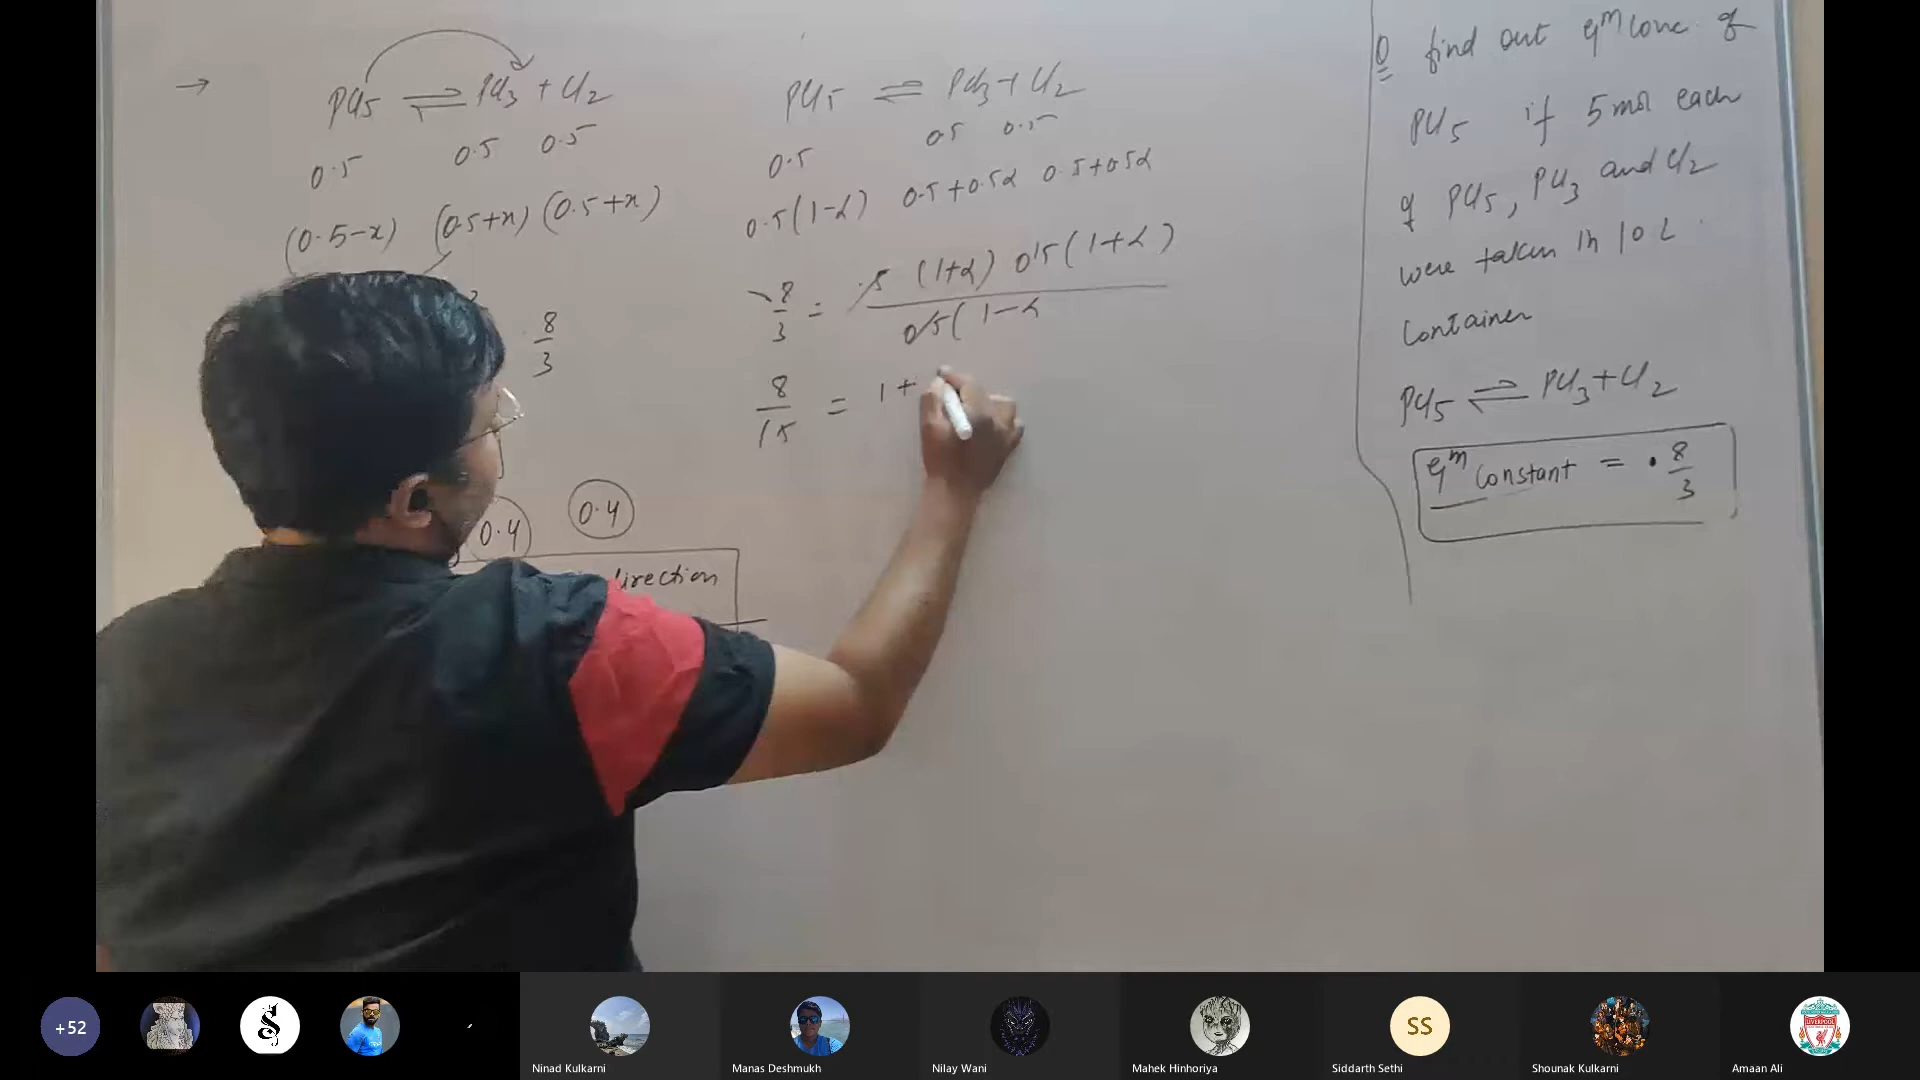 → PCl5 ⇌ PCl3 + Cl2
0.5 0.5 0.5
(0.5-x) (0.5+x) (0.5+x)
8/3
0.4 0.4
direction
PCl5 ⇌ PCl3 + Cl2
0.5 0.5 0.5
0.5(1-α) 0.5+0.5α 0.5+0.5α
8/3 = .5 (1+α) 0.5(1+α) / 0.5(1-α
8/15 = 1+
Q find out eqm conc. of
PCl5 if 5 mol each
of PCl5, PCl3 and Cl2
were taken in 10 L
Container
PCl5 ⇌ PCl3 + Cl2
eqm constant = .8/3
+52
Ninad Kulkarni
Manas Deshmukh
Nilay Wani
Mahek Hinhoriya
SS
Siddarth Sethi
Shounak Kulkarni
LIVERPOOL
Amaan Ali